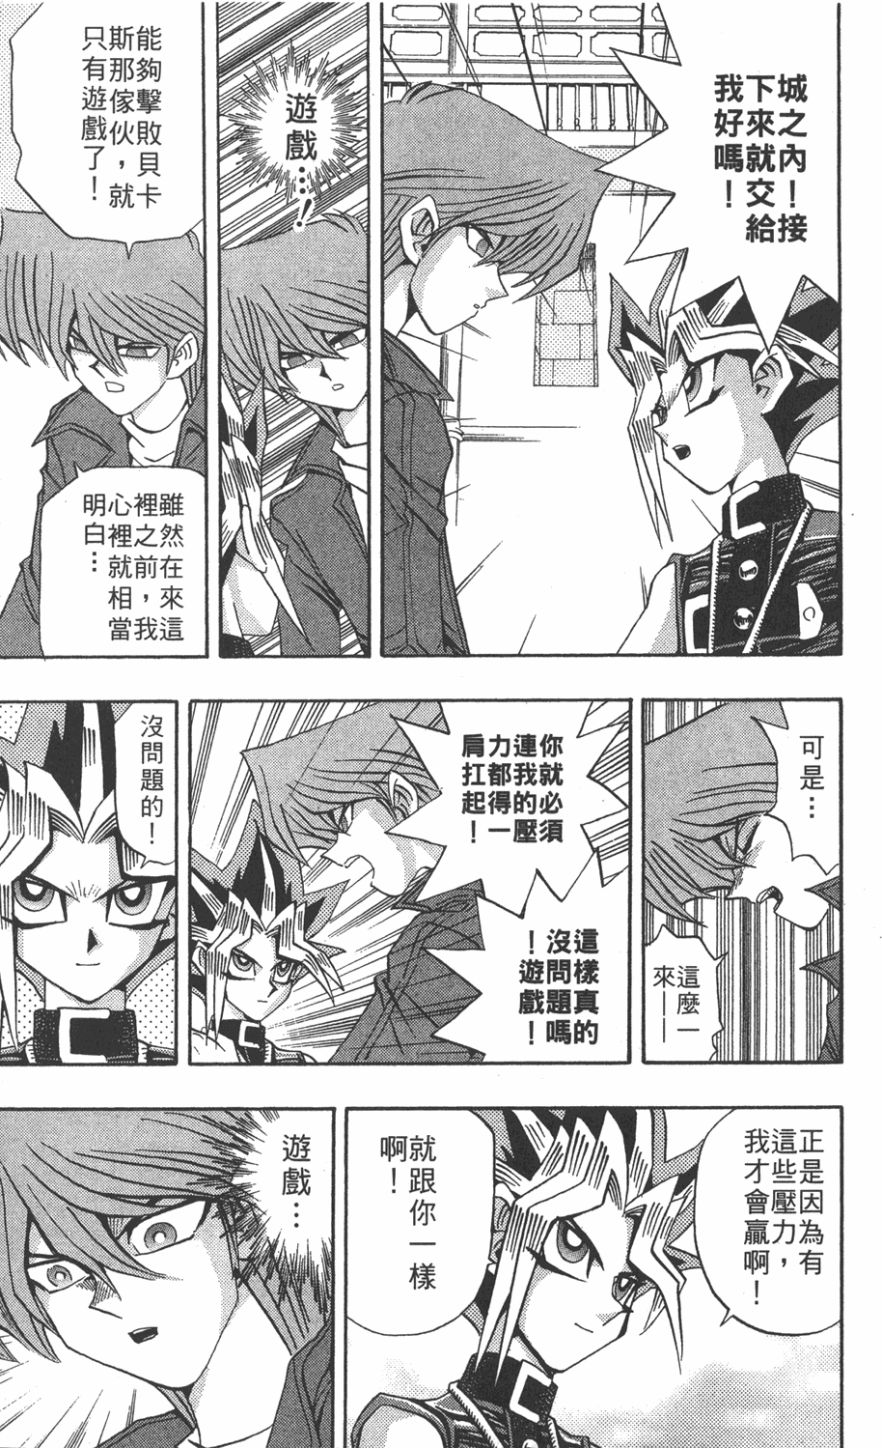 城之內！接
下來就交給
我好嗎！
遊戲…！
能夠擊敗貝卡
斯那傢伙，就
只有遊戲了！
雖然在來這
裡之前，我
心裡就相當
明白…
可是…
這麼一
來——
你就必須
連我的壓
力都得一
肩扛起！
這樣真的
沒問題嗎
！遊戲！
沒問題的！
正是因為有
這些壓力，
我才會贏啊！
就跟你一樣
啊！
遊戲…